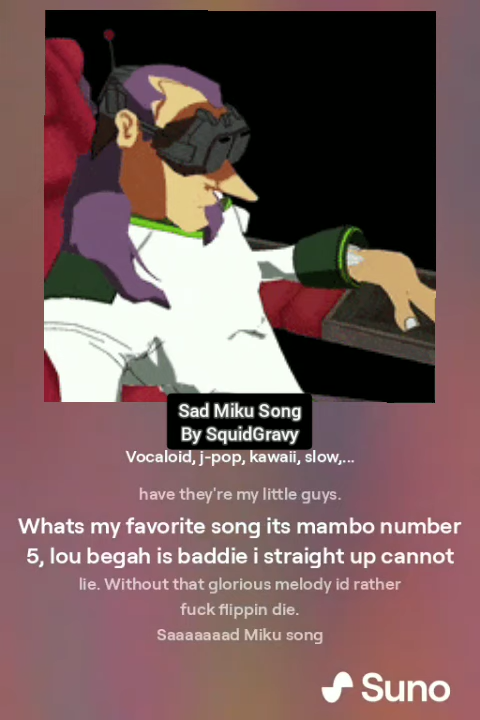 Sad Miku Song
By SquidGravy
Vocaloid, j-pop, kawaii, slow,...
have they're my little guys.
Whats my favorite song its mambo number
5, lou begah is baddie i straight up cannot
lie. Without that glorious melody id rather
fuck flippin die.
Saaaaaaad Miku song
Suno